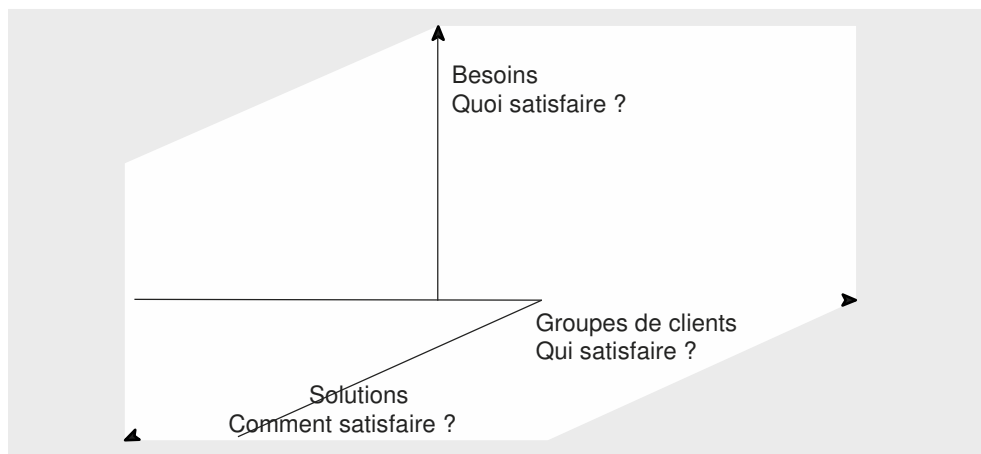 Besoins
Quoi satisfaire ?
Groupes de clients
Qui satisfaire ?
Solutions
Comment satisfaire ?